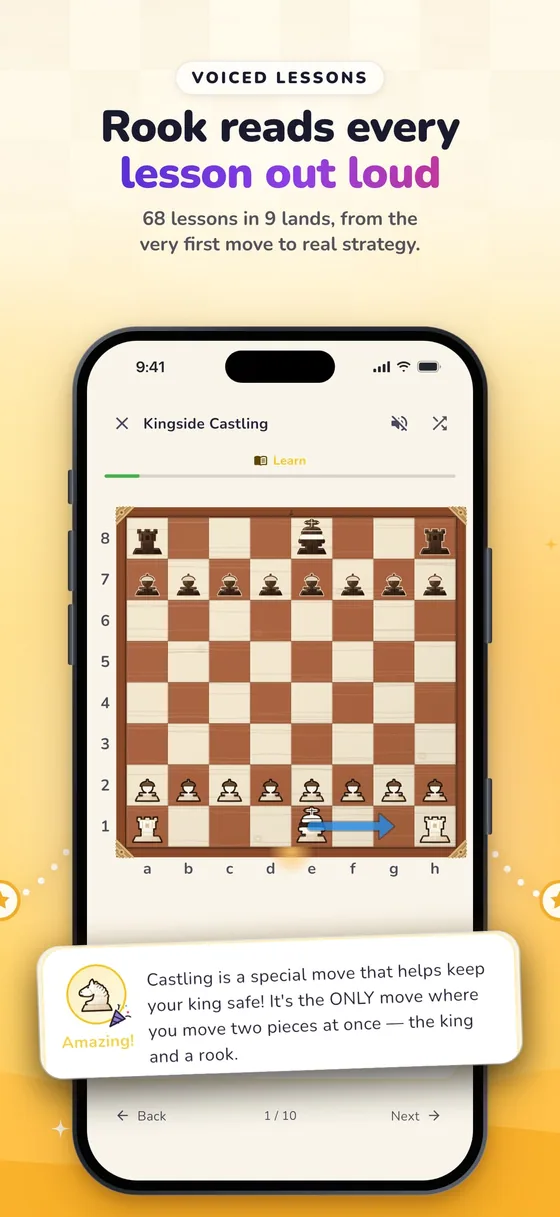 VOICED LESSONS
Rook reads every
lesson out loud
68 lessons in 9 lands, from the
very first move to real strategy.
9:41
Kingside Castling
Learn
8
7
6
5
4
3
2
1
a b c d e f g h
Castling is a special move that helps keep
your king safe! It's the ONLY move where
you move two pieces at once — the king
and a rook.
Amazing!
← Back 1 / 10 Next →